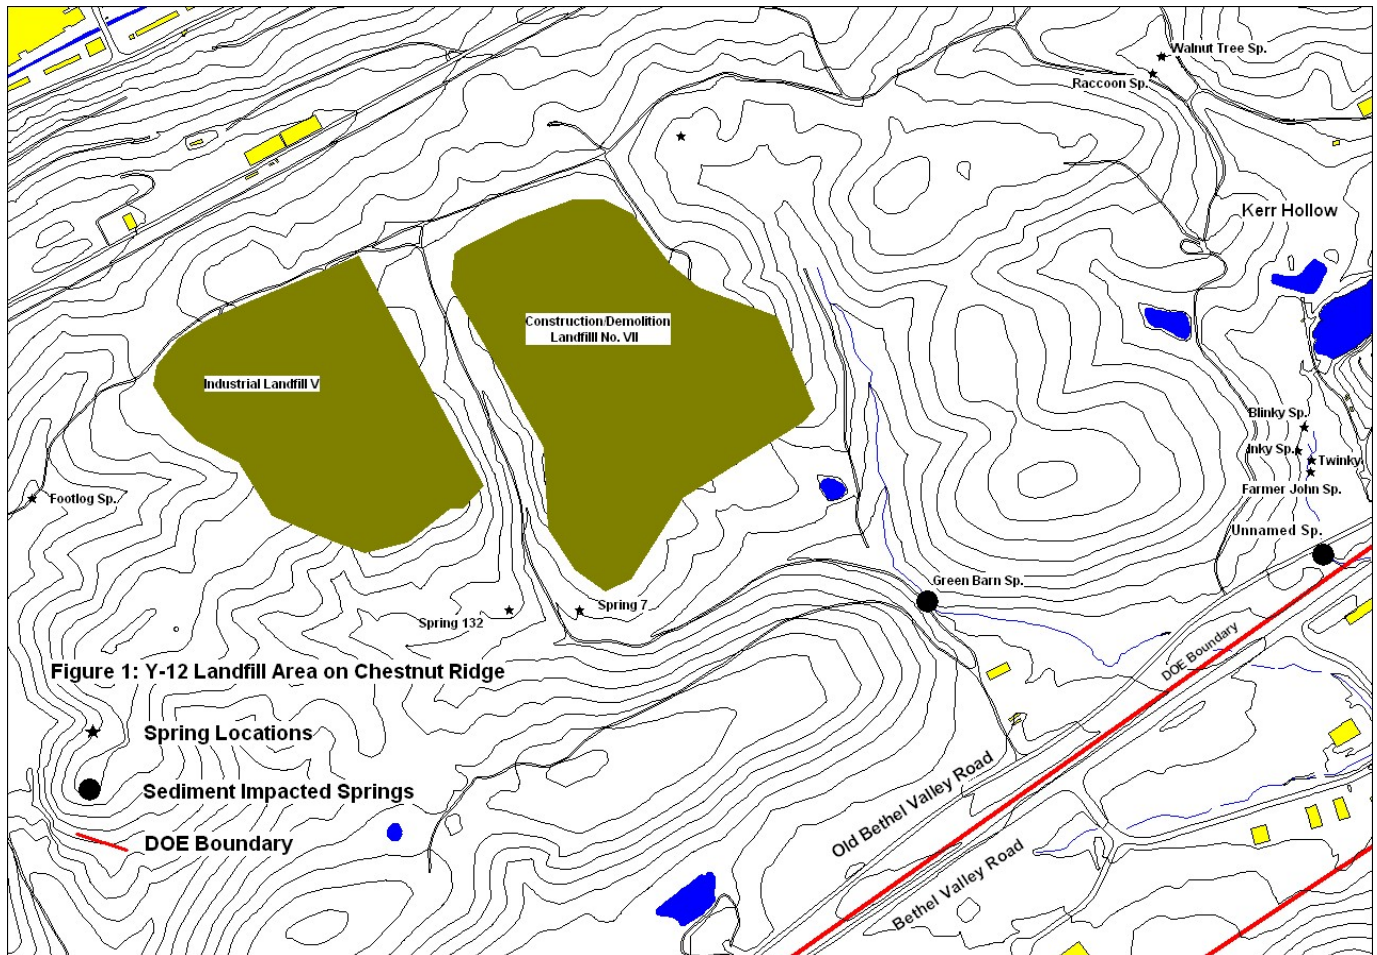 Walnut Tree Sp.
Raccoon Sp.
Kerr Hollow
Construction/Demolition
Landfilll No. VII
Industrial Landfill V
Blinky Sp.
Inky Sp.
Twinky
Footlog Sp.
Farmer John Sp.
Unnamed Sp.
Green Barn Sp.
Spring 7
Spring 132
DOE Boundary
Figure 1: Y-12 Landfill Area on Chestnut Ridge
Spring Locations
Sediment Impacted Springs
DOE Boundary
Old Bethel Valley Road
Bethel Valley Road